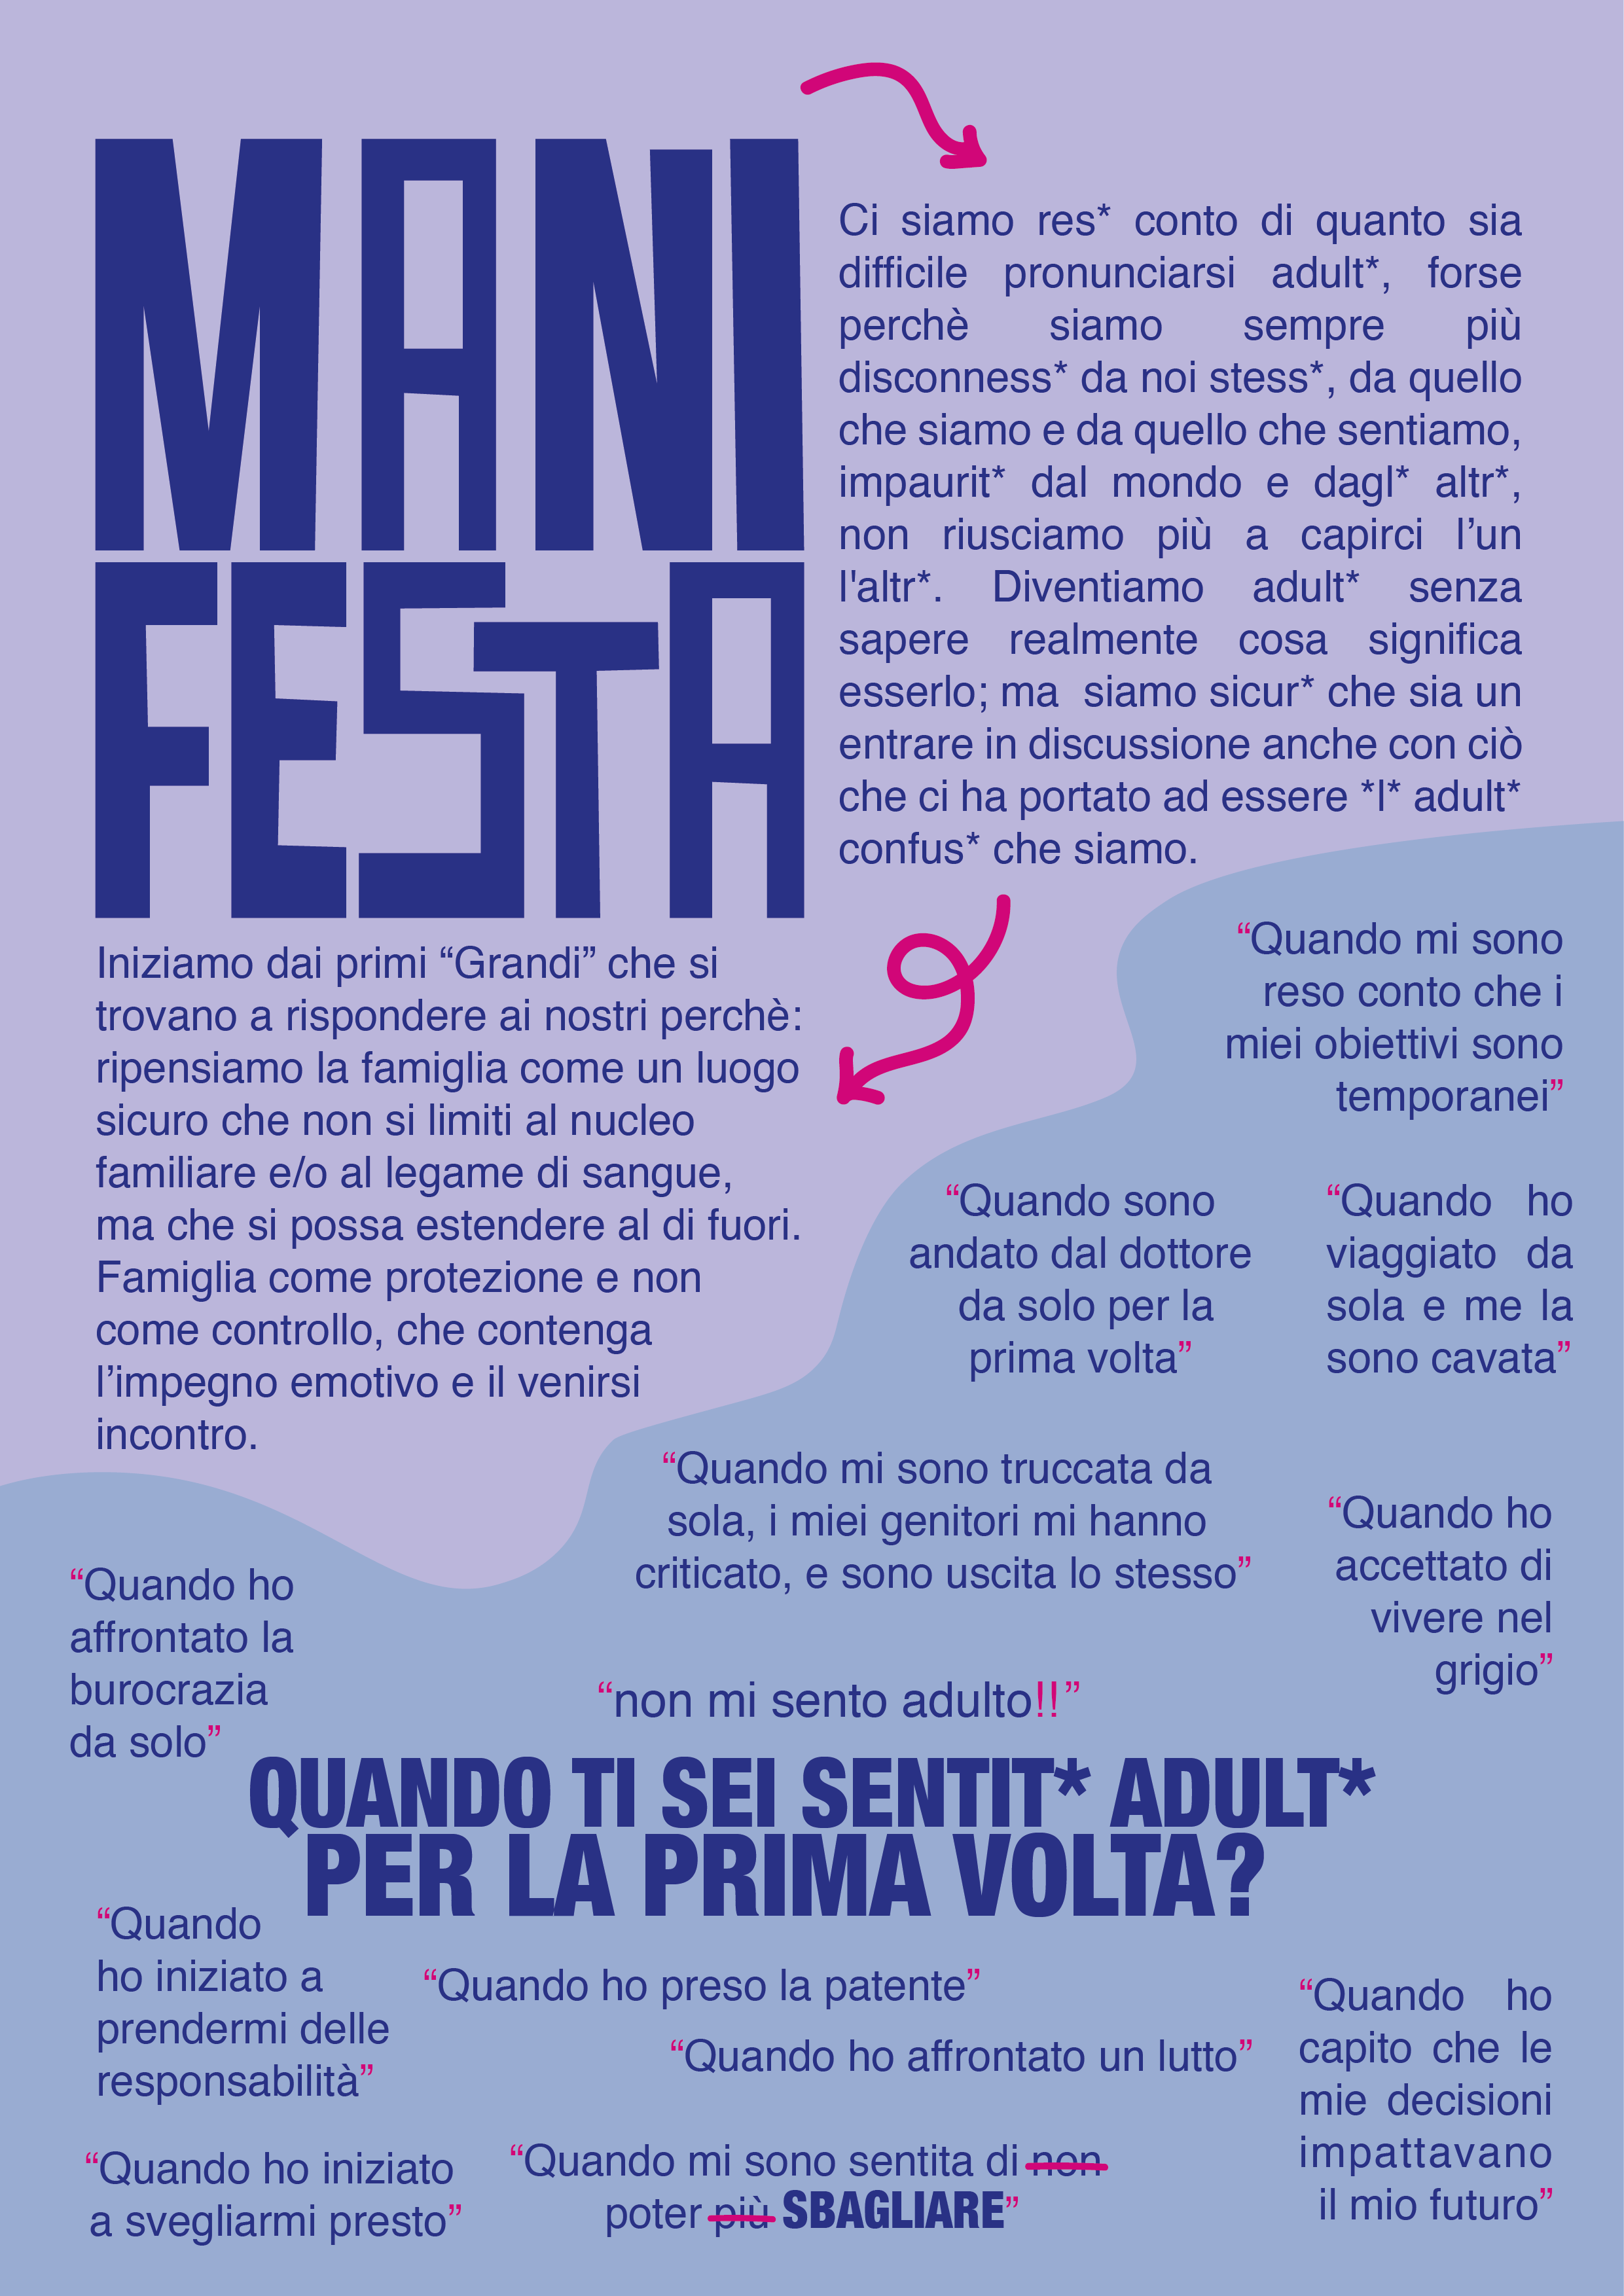 MANI
FESTA
Ci siamo res* conto di quanto sia
difficile pronunciarsi adult*, forse
perchè siamo sempre più
disconness* da noi stess*, da quello
che siamo e da quello che sentiamo,
impaurit* dal mondo e dagl* altr*,
non riusciamo più a capirci l’un
l'altr*. Diventiamo adult* senza
sapere realmente cosa significa
esserlo; ma siamo sicur* che sia un
entrare in discussione anche con ciò
che ci ha portato ad essere *l* adult*
confus* che siamo.
Iniziamo dai primi “Grandi” che si
trovano a rispondere ai nostri perchè:
ripensiamo la famiglia come un luogo
sicuro che non si limiti al nucleo
familiare e/o al legame di sangue,
ma che si possa estendere al di fuori.
Famiglia come protezione e non
come controllo, che contenga
l’impegno emotivo e il venirsi
incontro.
“Quando mi sono
reso conto che i
miei obiettivi sono
temporanei”
“Quando sono
andato dal dottore
da solo per la
prima volta”
“Quando ho
viaggiato da
sola e me la
sono cavata”
“Quando mi sono truccata da
sola, i miei genitori mi hanno
criticato, e sono uscita lo stesso”
“Quando ho
accettato di
vivere nel
grigio”
“Quando ho
affrontato la
burocrazia
da solo”
“non mi sento adulto!!”
QUANDO TI SEI SENTIT* ADULT*
PER LA PRIMA VOLTA?
“Quando
ho iniziato a
prendermi delle
responsabilità”
“Quando ho preso la patente”
“Quando ho affrontato un lutto”
“Quando ho
capito che le
mie decisioni
impattavano
il mio futuro”
“Quando ho iniziato
a svegliarmi presto”
“Quando mi sono sentita di non
poter più SBAGLIARE”